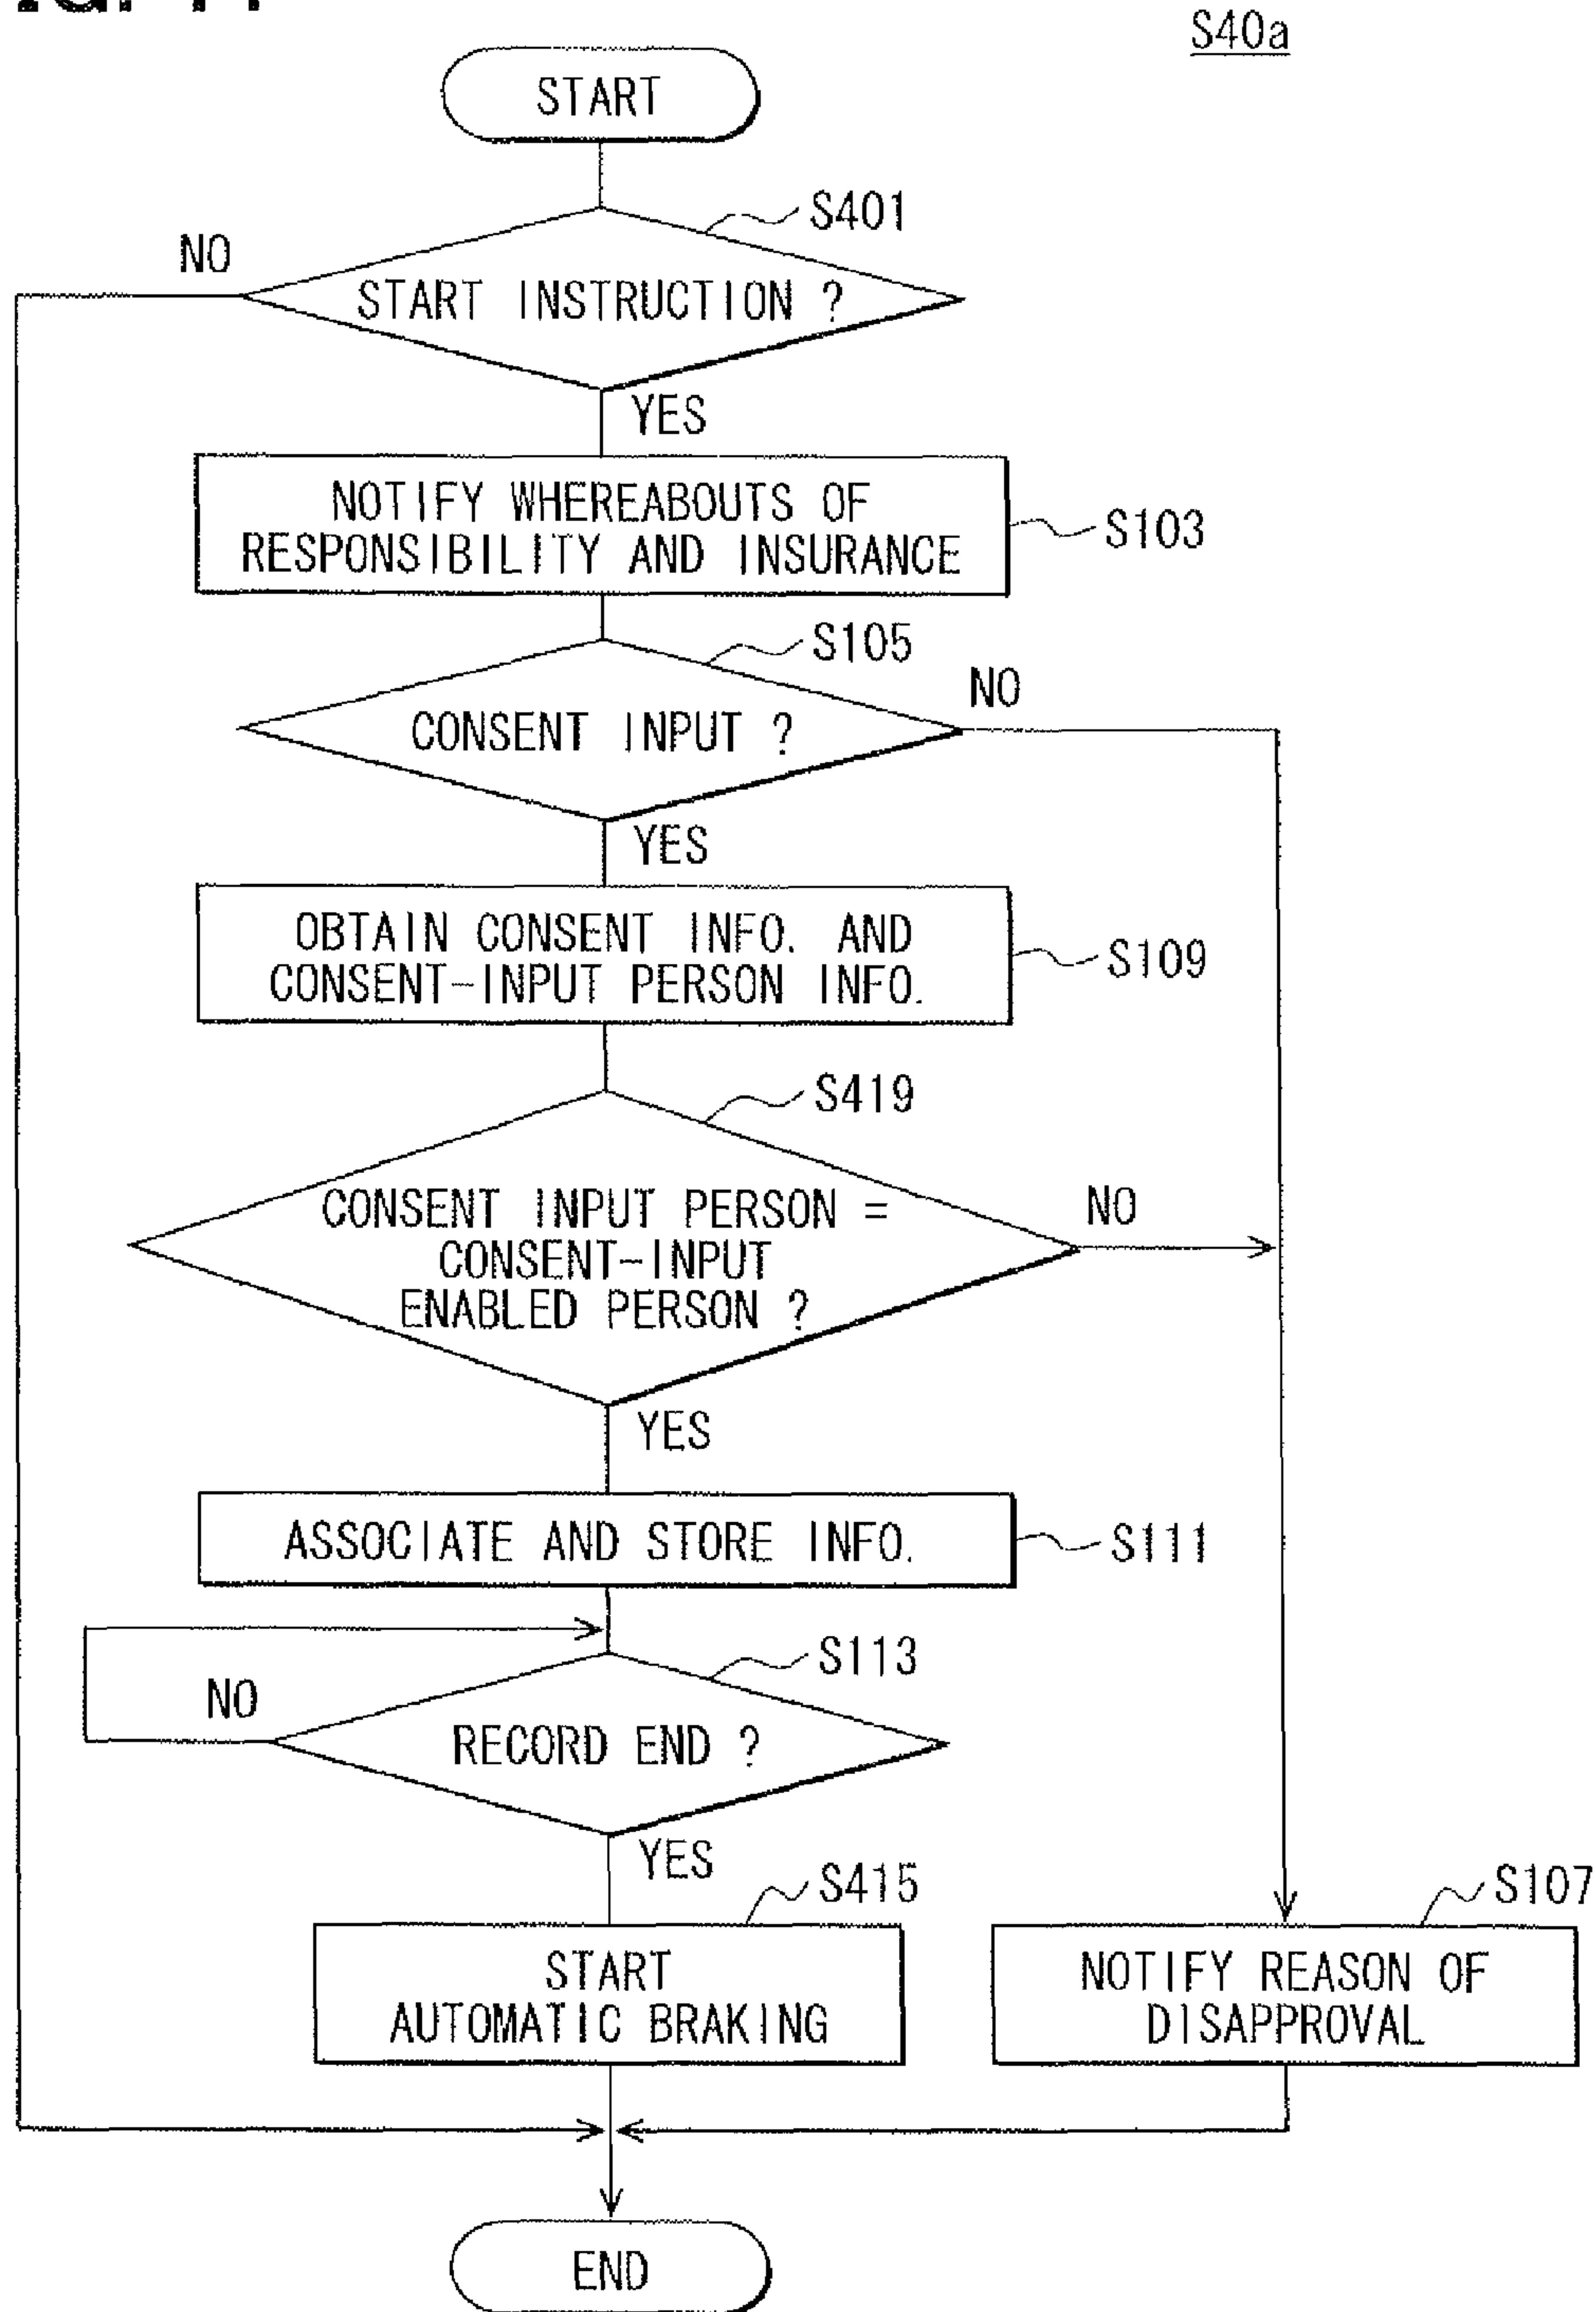 S40a
START
S401
NO
START INSTRUCTION ?
YES
NOTIFY WHEREABOUTS OF
RESPONSIBILITY AND INSURANCE
S103
S105
NO
CONSENT INPUT ?
YES
OBTAIN CONSENT INFO. AND
CONSENT-INPUT PERSON INFO.
S109
S419
CONSENT INPUT PERSON =
CONSENT-INPUT
ENABLED PERSON ?
NO
YES
ASSOCIATE AND STORE INFO.
S111
S113
NO
RECORD END ?
YES
S415
START
AUTOMATIC BRAKING
S107
NOTIFY REASON OF
DISAPPROVAL
END